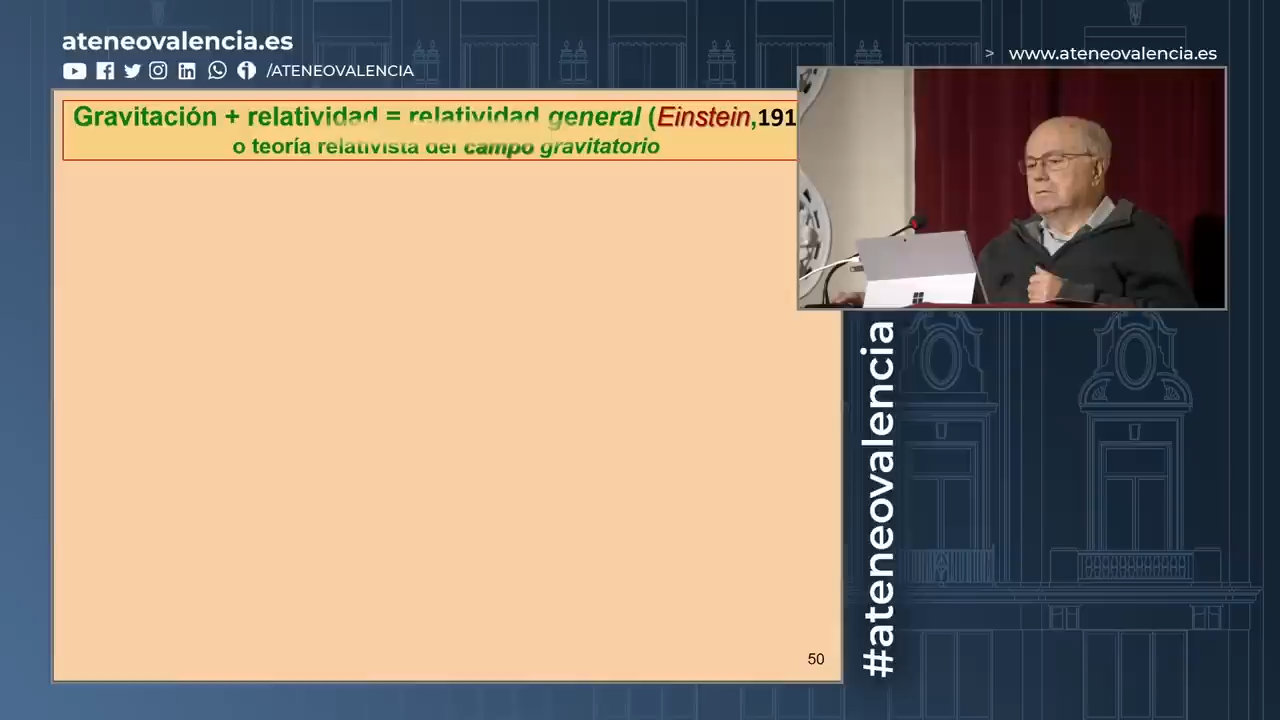 ateneovalencia.es
/ATENEOVALENCIA
> www.ateneovalencia.es
Gravitación + relatividad = relatividad general (Einstein,191
o teoría relativista del campo gravitatorio
#ateneovalencia
50